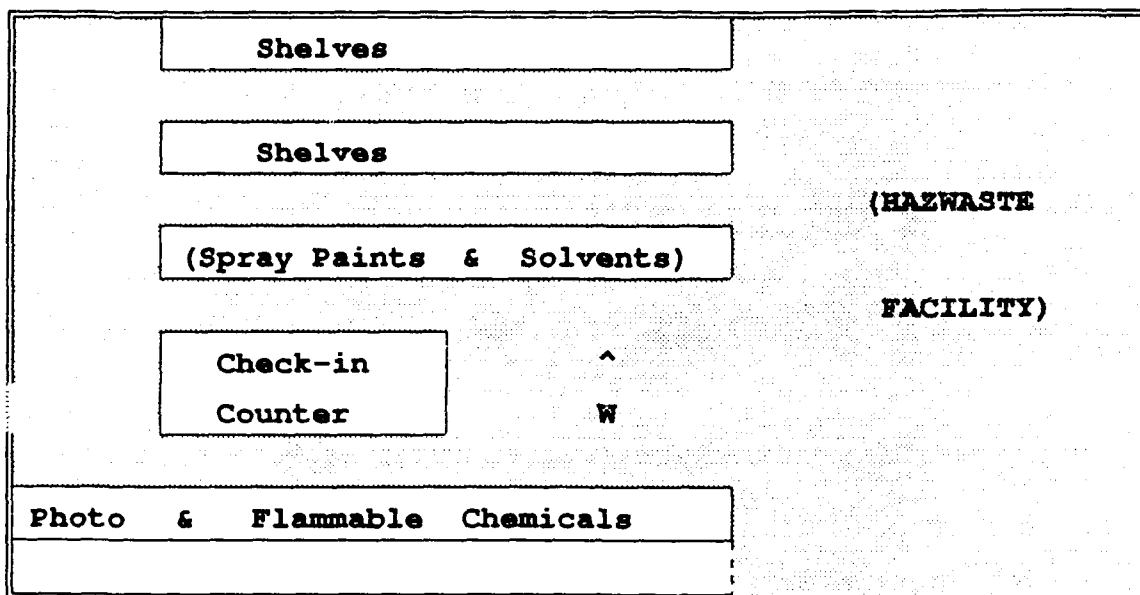 Shelves
Shelves
(HAZWASTE
(Spray Paints & Solvents)
FACILITY)
Check-in ^
Counter W
Photo & Flammable Chemicals